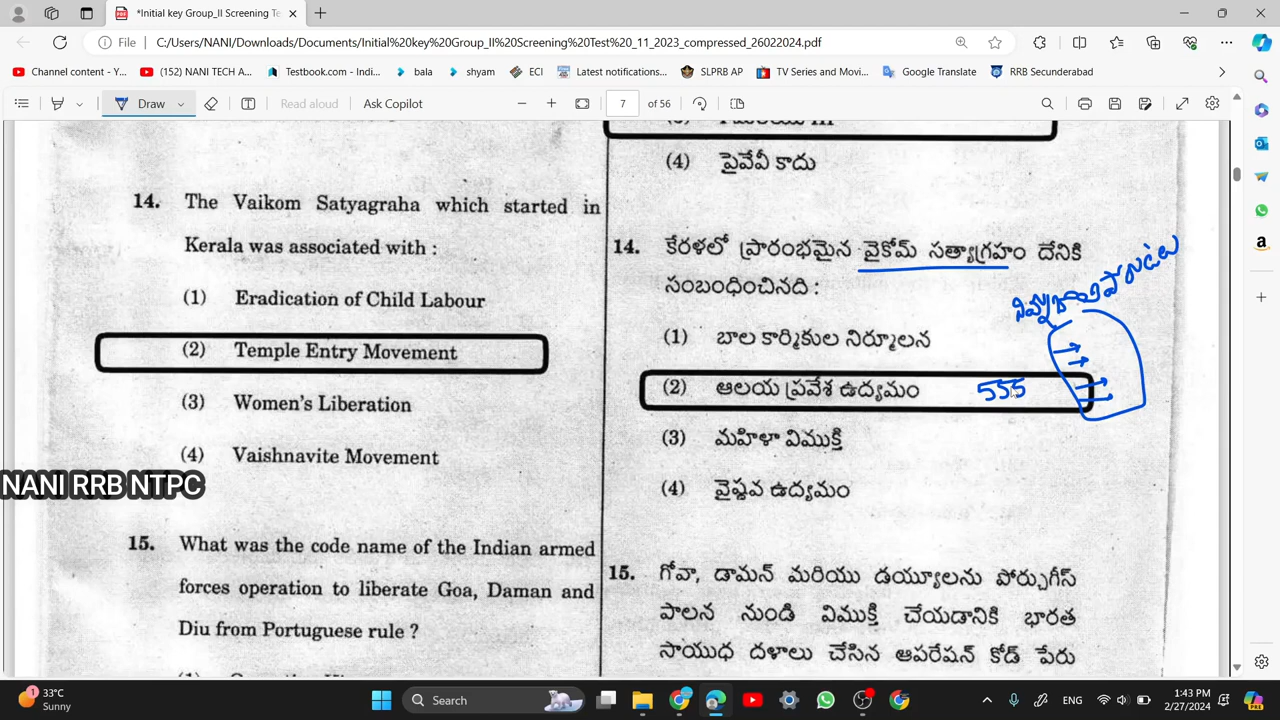 *Initial key Group_II Screening Te
File
C:/Users/NANI/Downloads/Documents/Initial%20key%20Group_II%20Screening%20Test%20_11_2023_compressed_26022024.pdf
Channel content - Y...
(152) NANI TECH A...
Testbook.com - Indi...
bala
shyam
ECI
Latest notifications...
SLPRB AP
TV Series and Movi...
Google Translate
RRB Secunderabad
Draw
Read aloud
Ask Copilot
7
of 56
14. The Vaikom Satyagraha which started in
Kerala was associated with :
(1) Eradication of Child Labour
(2) Temple Entry Movement
(3) Women's Liberation
(4) Vaishnavite Movement
NANI RRB NTPC
15. What was the code name of the Indian armed
forces operation to liberate Goa, Daman and
Diu from Portuguese rule ?
(4) పైవేవీ కాదు
14. కేరళలో ప్రారంభమైన వైకోమ్ సత్యాగ్రహం దేనికి
సంబంధించినది :
(1) బాల కార్మికుల నిర్మూలన
(2) ఆలయ ప్రవేశ ఉద్యమం
(3) మహిళా విముక్తి
(4) వైష్ణవ ఉద్యమం
15. గోవా, డామన్ మరియు డయ్యూలను పోర్చుగీస్
పాలన నుండి విముక్తి చేయడానికి భారత
సాయుధ దళాలు చేసిన ఆపరేషన్ కోడ్ పేరు
33°C
Sunny
Search
ENG
1:43 PM
2/27/2024